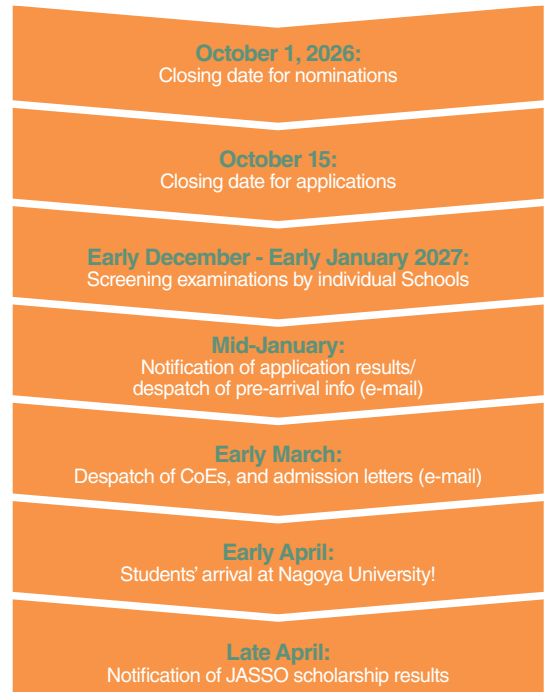 October 1, 2026:
Closing date for nominations
October 15:
Closing date for applications
Early December - Early January 2027:
Screening examinations by individual Schools
Mid-January:
Notification of application results/
despatch of pre-arrival info (e-mail)
Early March:
Despatch of CoEs, and admission letters (e-mail)
Early April:
Students’ arrival at Nagoya University!
Late April:
Notification of JASSO scholarship results